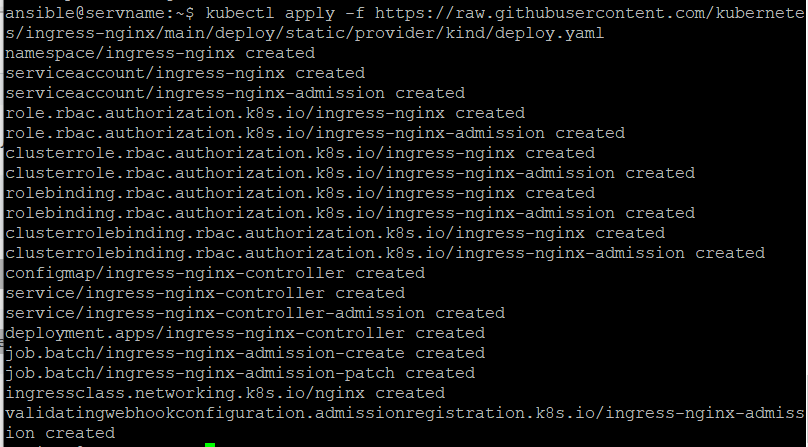 ansible@servname:~$ kubectl apply -f https://raw.githubusercontent.com/kubernete
s/ingress-nginx/main/deploy/static/provider/kind/deploy.yaml
namespace/ingress-nginx created
serviceaccount/ingress-nginx created
serviceaccount/ingress-nginx-admission created
role.rbac.authorization.k8s.io/ingress-nginx created
role.rbac.authorization.k8s.io/ingress-nginx-admission created
clusterrole.rbac.authorization.k8s.io/ingress-nginx created
clusterrole.rbac.authorization.k8s.io/ingress-nginx-admission created
rolebinding.rbac.authorization.k8s.io/ingress-nginx created
rolebinding.rbac.authorization.k8s.io/ingress-nginx-admission created
clusterrolebinding.rbac.authorization.k8s.io/ingress-nginx created
clusterrolebinding.rbac.authorization.k8s.io/ingress-nginx-admission created
configmap/ingress-nginx-controller created
service/ingress-nginx-controller created
service/ingress-nginx-controller-admission created
deployment.apps/ingress-nginx-controller created
job.batch/ingress-nginx-admission-create created
job.batch/ingress-nginx-admission-patch created
ingressclass.networking.k8s.io/nginx created
validatingwebhookconfiguration.admissionregistration.k8s.io/ingress-nginx-admiss
ion created